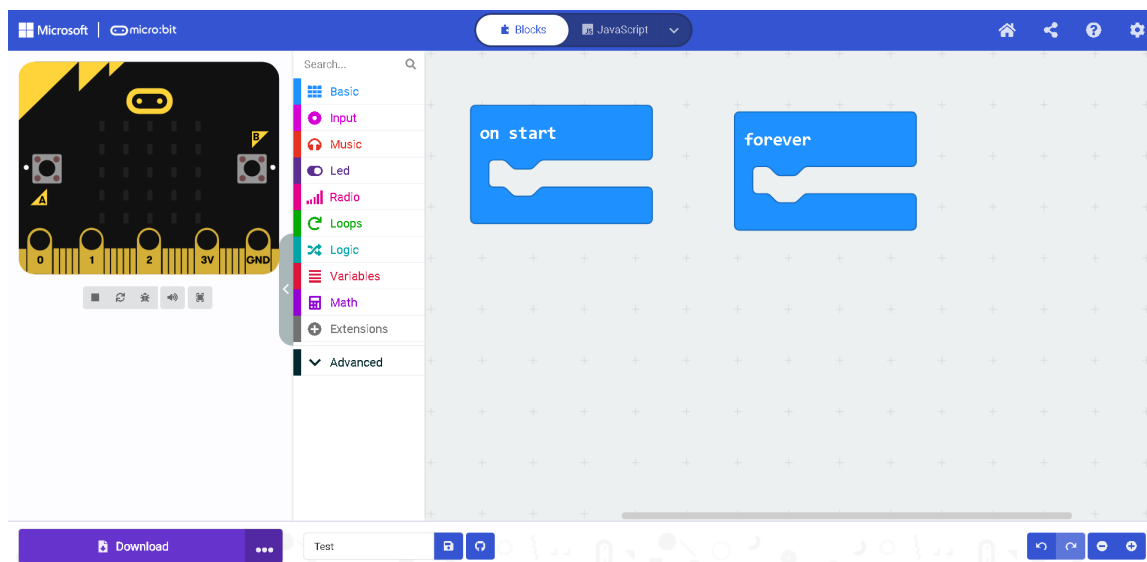 Microsoft micro:bit
Blocks JavaScript
Search...
Basic
Input
Music
Led
Radio
Loops
Logic
Variables
Math
Extensions
Advanced
on start
forever
B
A
0 1 2 3V GND
Download
Test